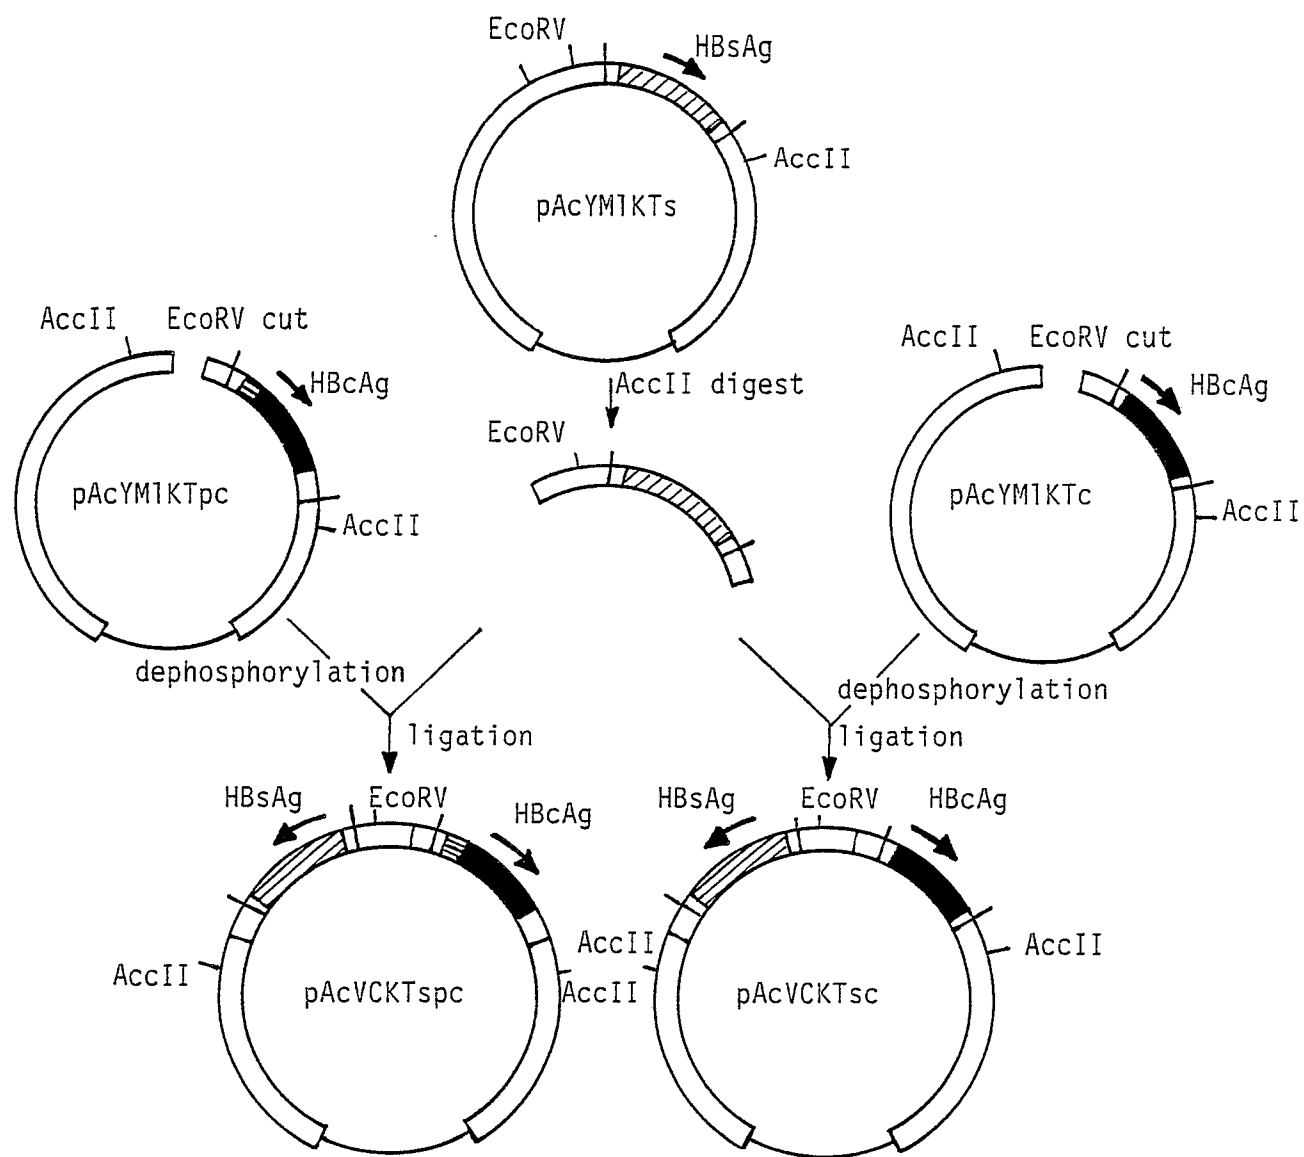 EcoRV
HBsAg
AccII
pAcYM1KTs
AccII
EcoRV cut
HBcAg
pAcYM1KTpc
AccII
AccII digest
EcoRV
AccII
EcoRV cut
HBcAg
pAcYM1KTc
AccII
dephosphorylation
ligation
dephosphorylation
ligation
HBsAg
EcoRV
HBcAg
AccII
pAcVCKTspc
AccII
HBsAg
EcoRV
HBcAg
AccII
pAcVCKTsc
AccII